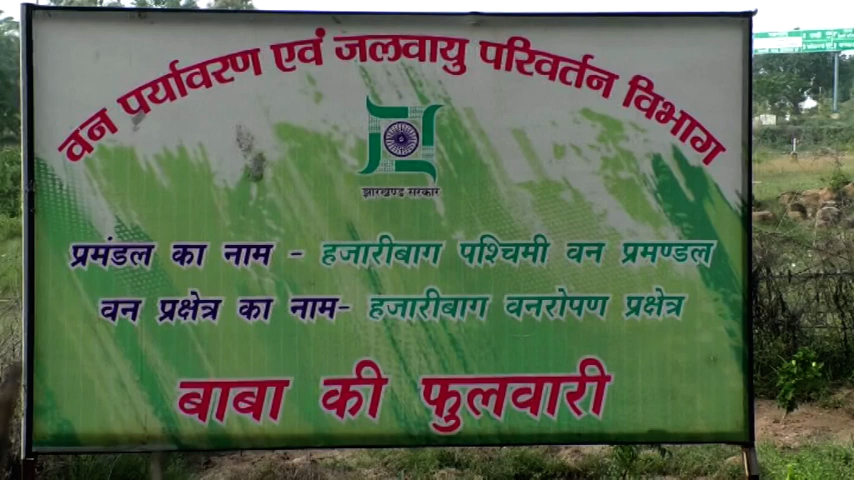 वन पर्यावरण एवं जलवायु परिवर्तन विभाग
झारखण्ड सरकार
प्रमंडल का नाम - हजारीबाग पश्चिमी वन प्रमण्डल
वन प्रक्षेत्र का नाम- हजारीबाग वनरोपण प्रक्षेत्र
बाबा की फुलवारी